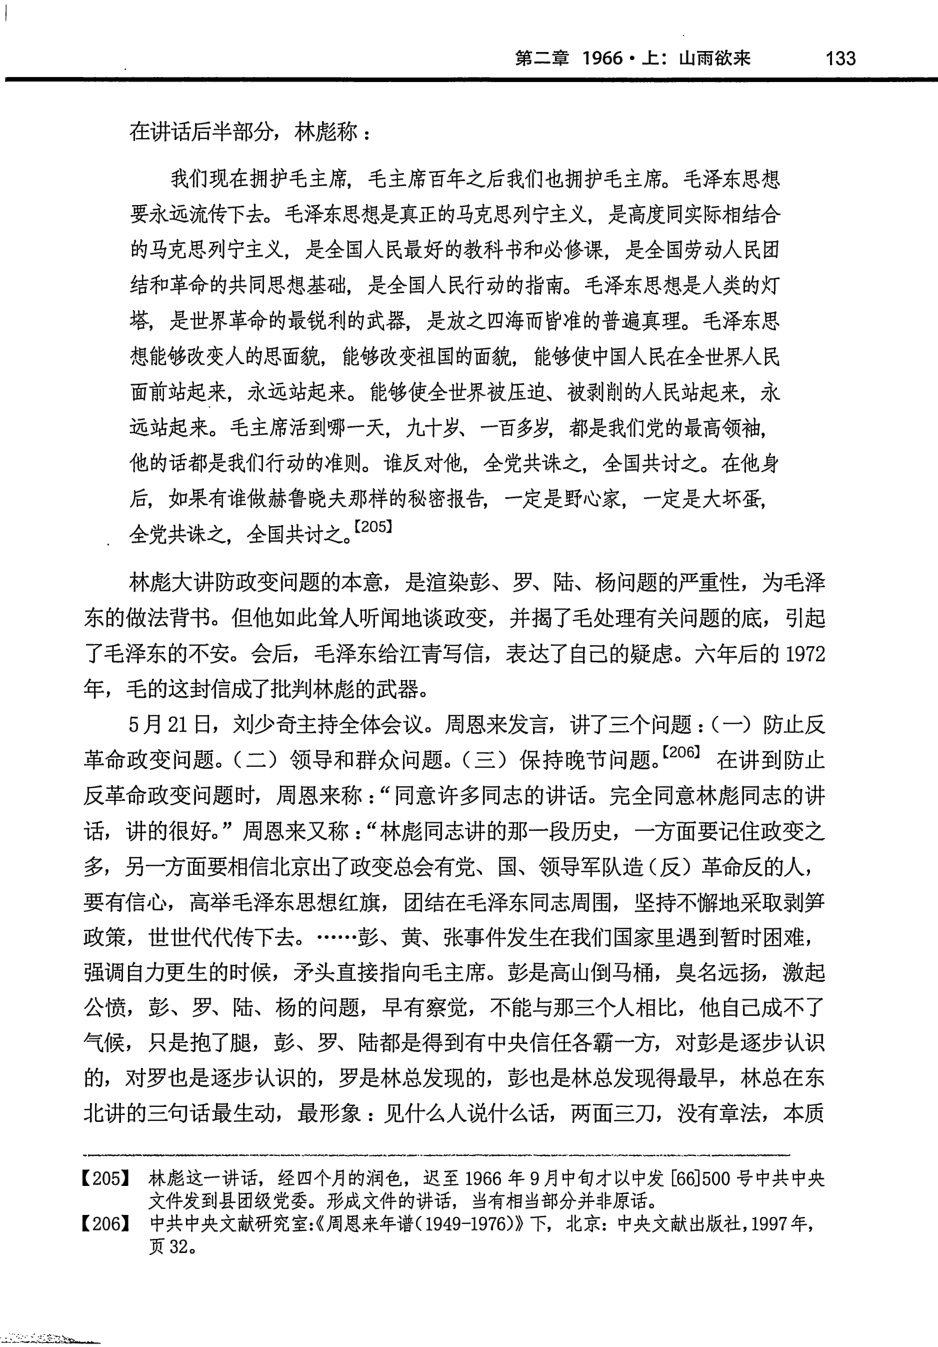 第二章 1966·上：山雨欲来 133
在讲话后半部分，林彪称：
我们现在拥护毛主席，毛主席百年之后我们也拥护毛主席。毛泽东思想
要永远流传下去。毛泽东思想是真正的马克思列宁主义，是高度同实际相结合
的马克思列宁主义，是全国人民最好的教科书和必修课，是全国劳动人民团
结和革命的共同思想基础，是全国人民行动的指南。毛泽东思想是人类的灯
塔，是世界革命的最锐利的武器，是放之四海而皆准的普遍真理。毛泽东思
想能够改变人的思面貌，能够改变祖国的面貌，能够使中国人民在全世界人民
面前站起来，永远站起来。能够使全世界被压迫、被剥削的人民站起来，永
远站起来。毛主席活到哪一天，九十岁、一百多岁，都是我们党的最高领袖，
他的话都是我们行动的准则。谁反对他，全党共诛之，全国共讨之。在他身
后，如果有谁做赫鲁晓夫那样的秘密报告，一定是野心家，一定是大坏蛋，
全党共诛之，全国共讨之。【205】
林彪大讲防政变问题的本意，是渲染彭、罗、陆、杨问题的严重性，为毛泽
东的做法背书。但他如此耸人听闻地谈政变，并揭了毛处理有关问题的底，引起
了毛泽东的不安。会后，毛泽东给江青写信，表达了自己的疑虑。六年后的 1972
年，毛的这封信成了批判林彪的武器。
5 月 21 日，刘少奇主持全体会议。周恩来发言，讲了三个问题：（一）防止反
革命政变问题。（二）领导和群众问题。（三）保持晚节问题。【206】 在讲到防止
反革命政变问题时，周恩来称：“同意许多同志的讲话。完全同意林彪同志的讲
话，讲的很好。”周恩来又称：“林彪同志讲的那一段历史，一方面要记住政变之
多，另一方面要相信北京出了政变总会有党、国、领导军队造（反）革命反的人，
要有信心，高举毛泽东思想红旗，团结在毛泽东同志周围，坚持不懈地采取剥笋
政策，世世代代传下去。……彭、黄、张事件发生在我们国家里遇到暂时困难，
强调自力更生的时候，矛头直接指向毛主席。彭是高山倒马桶，臭名远扬，激起
公愤，彭、罗、陆、杨的问题，早有察觉，不能与那三个人相比，他自己成不了
气候，只是抱了腿，彭、罗、陆都是得到有中央信任各霸一方，对彭是逐步认识
的，对罗也是逐步认识的，罗是林总发现的，彭也是林总发现得最早，林总在东
北讲的三句话最生动，最形象：见什么人说什么话，两面三刀，没有章法，本质
【205】 林彪这一讲话，经四个月的润色，迟至 1966 年 9 月中旬才以中发 [66]500 号中共中央
文件发到县团级党委。形成文件的讲话，当有相当部分并非原话。
【206】 中共中央文献研究室：《周恩来年谱（1949-1976）》下，北京：中央文献出版社，1997 年，
页 32。